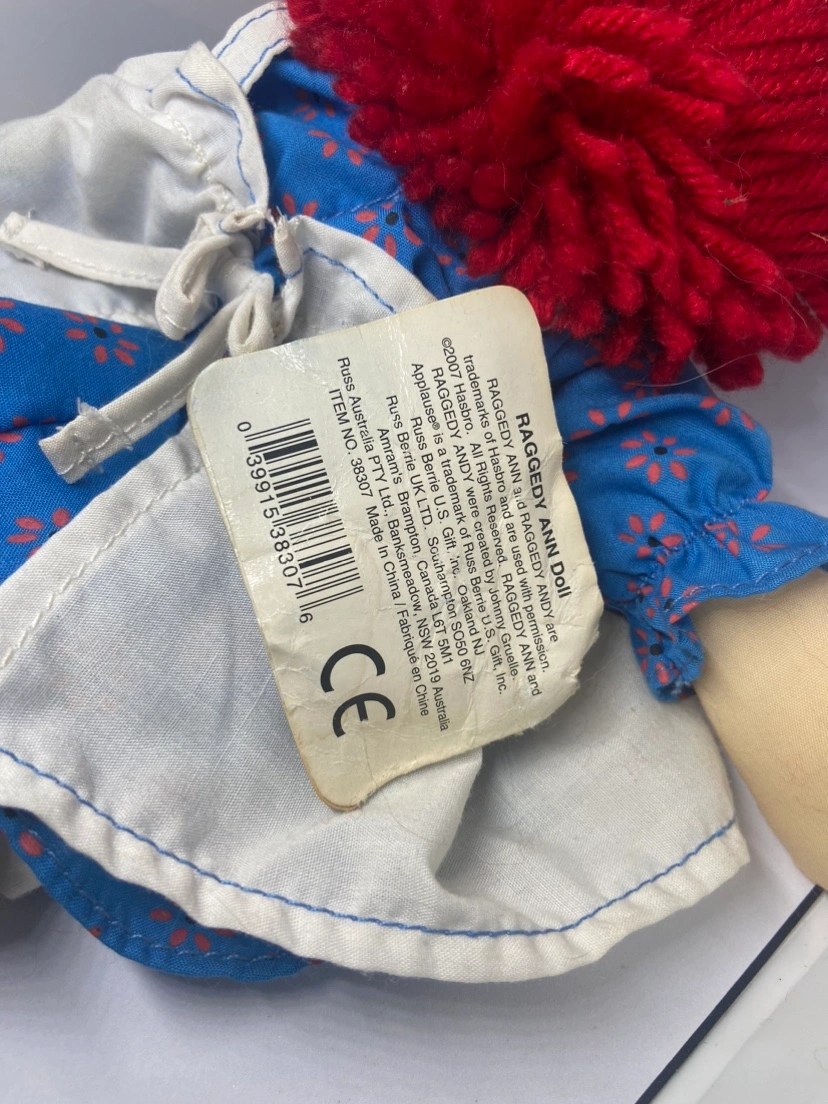 RAGGEDY ANN Doll
RAGGEDY ANN and RAGGEDY ANDY are
trademarks of Hasbro and are used with permission.
©2007 Hasbro. All Rights Reserved. RAGGEDY ANN and
RAGGEDY ANDY were created by Johnny Gruelle.
Applause® is a trademark of Russ Berrie U.S. Gift, Inc.
Russ Berrie U.S. Gift, Inc. Oakland NJ
Russ Berrie UK LTD. Southampton SO50 6NZ
Amram's Brampton, Canada L6T 5M1
Russ Australia PTY Ltd., Banksmeadow, NSW 2019 Australia
ITEM NO. 38307 Made in China / Fabriqué en Chine
0 39915 38307 6
CE